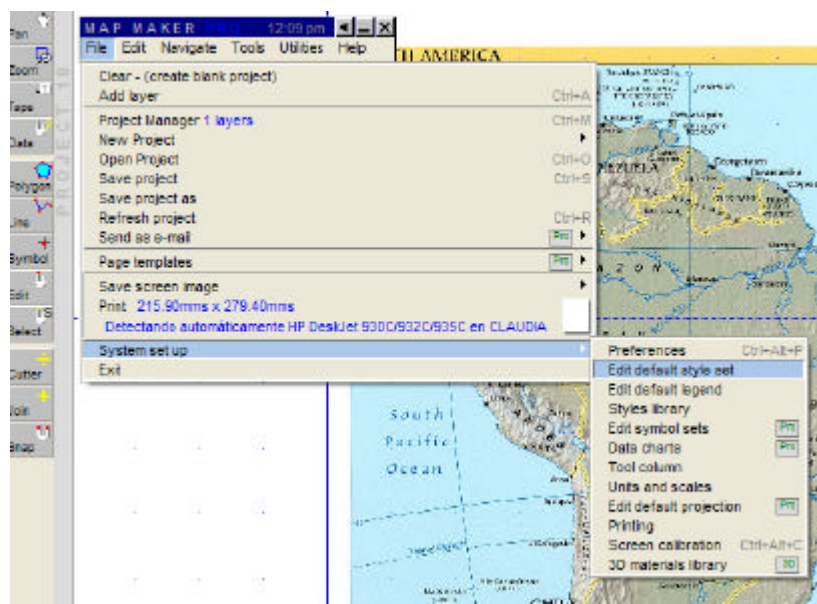 MAP MAKER PRO 12:09 pm
File Edit Navigate Tools Utilities Help
Clear - (create blank project)
Add layer Ctrl+A
Project Manager 1 layers Ctrl+M
New Project
Open Project Ctrl+O
Save project Ctrl+S
Save project as
Refresh project Ctrl+R
Send as e-mail Pro
Page templates Pro
Save screen image
Print 215.90mms x 279.40mms
Detectando automáticamente HP DeskJet 930C/932C/935C en CLAUDIA
System set up
Exit
Preferences Ctrl+Alt+P
Edit default style set
Edit default legend
Styles library
Edit symbol sets Pro
Data charts Pro
Tool column
Units and scales
Edit default projection Pro
Printing
Screen calibration Ctrl+Alt+C
3D materials library 3D
Pan
Zoom
Tape
Data
Polygon
Line
Symbol
Edit
Select
Cutter
Join
Snap
PROJECT
TH AMERICA
EZUELA
Georgetown
Paramaribo
South
Pacific
Ocean